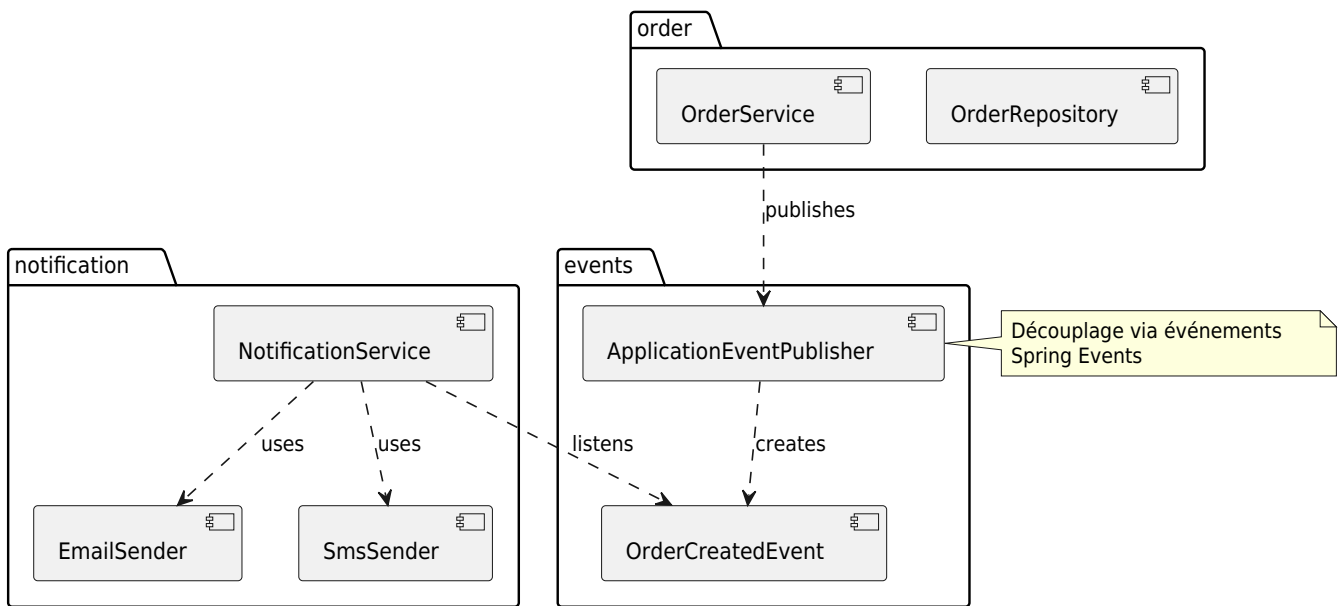 order
OrderService
OrderRepository
publishes
notification
events
NotificationService
ApplicationEventPublisher
Découplage via événements
Spring Events
uses
uses
listens
creates
EmailSender
SmsSender
OrderCreatedEvent